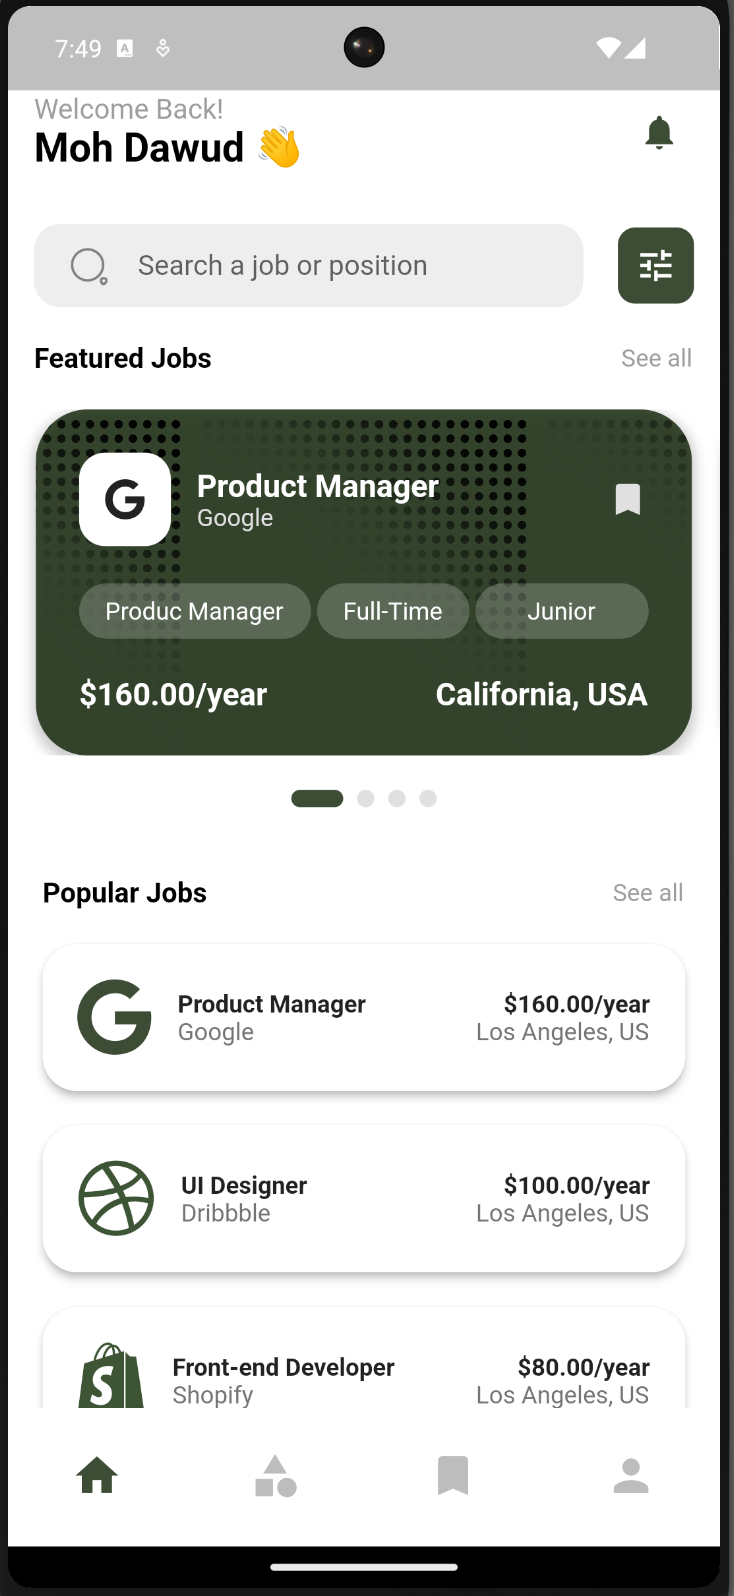 7:49
Welcome Back!
Moh Dawud 👋
Search a job or position
Featured Jobs See all
Product Manager
Google
Produc Manager Full-Time Junior
$160.00/year California, USA
Popular Jobs See all
Product Manager $160.00/year
Google Los Angeles, US
UI Designer $100.00/year
Dribbble Los Angeles, US
Front-end Developer $80.00/year
Shopify Los Angeles, US